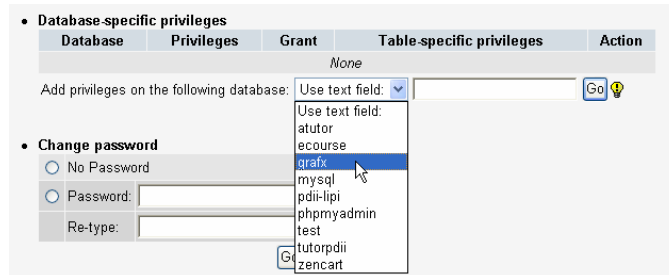 Database-specific privileges
Database Privileges Grant Table-specific privileges Action
None
Add privileges on the following database: Use text field: Go
Use text field:
atutor
ecourse
grafx
mysql
pdii-lipi
phpmyadmin
test
tutorpdii
zencart
Change password
No Password
Password:
Re-type: